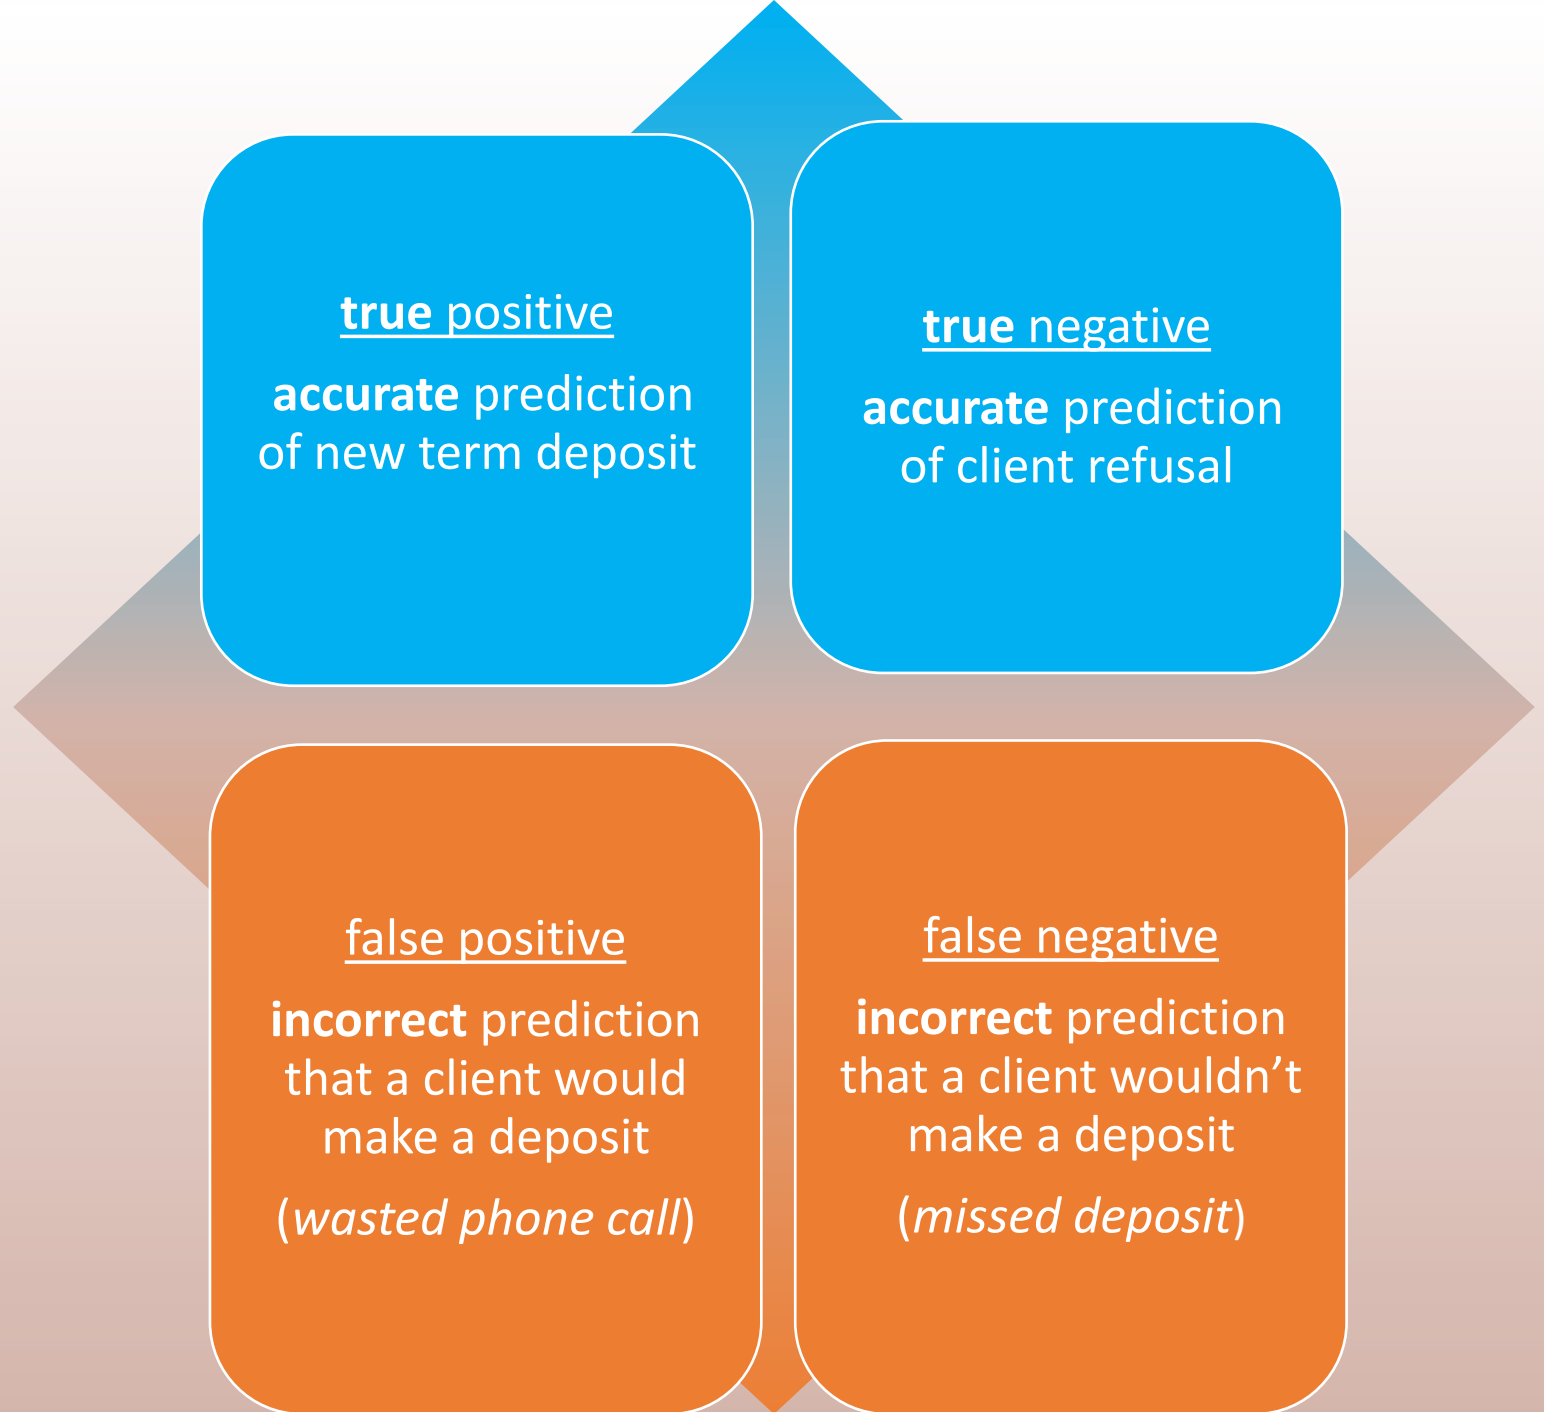 true positive
accurate prediction
of new term deposit
true negative
accurate prediction
of client refusal
false positive
incorrect prediction
that a client would
make a deposit
(wasted phone call)
false negative
incorrect prediction
that a client wouldn’t
make a deposit
(missed deposit)